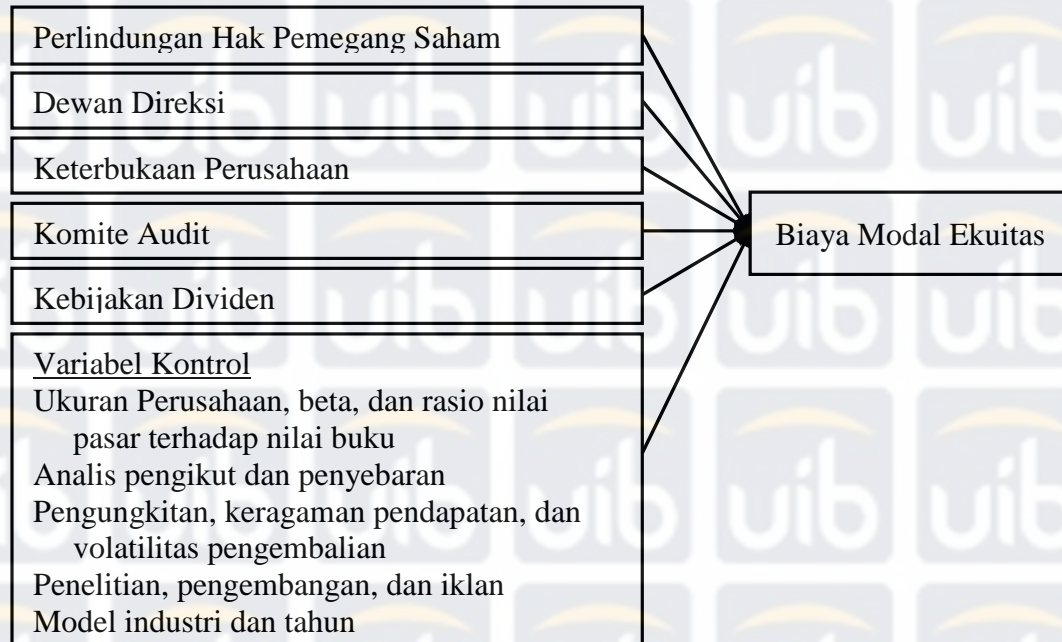 Perlindungan Hak Pemegang Saham
Dewan Direksi
Keterbukaan Perusahaan
Komite Audit
Kebijakan Dividen
Biaya Modal Ekuitas
Variabel Kontrol
Ukuran Perusahaan, beta, dan rasio nilai
pasar terhadap nilai buku
Analis pengikut dan penyebaran
Pengungkitan, keragaman pendapatan, dan
volatilitas pengembalian
Penelitian, pengembangan, dan iklan
Model industri dan tahun
uib